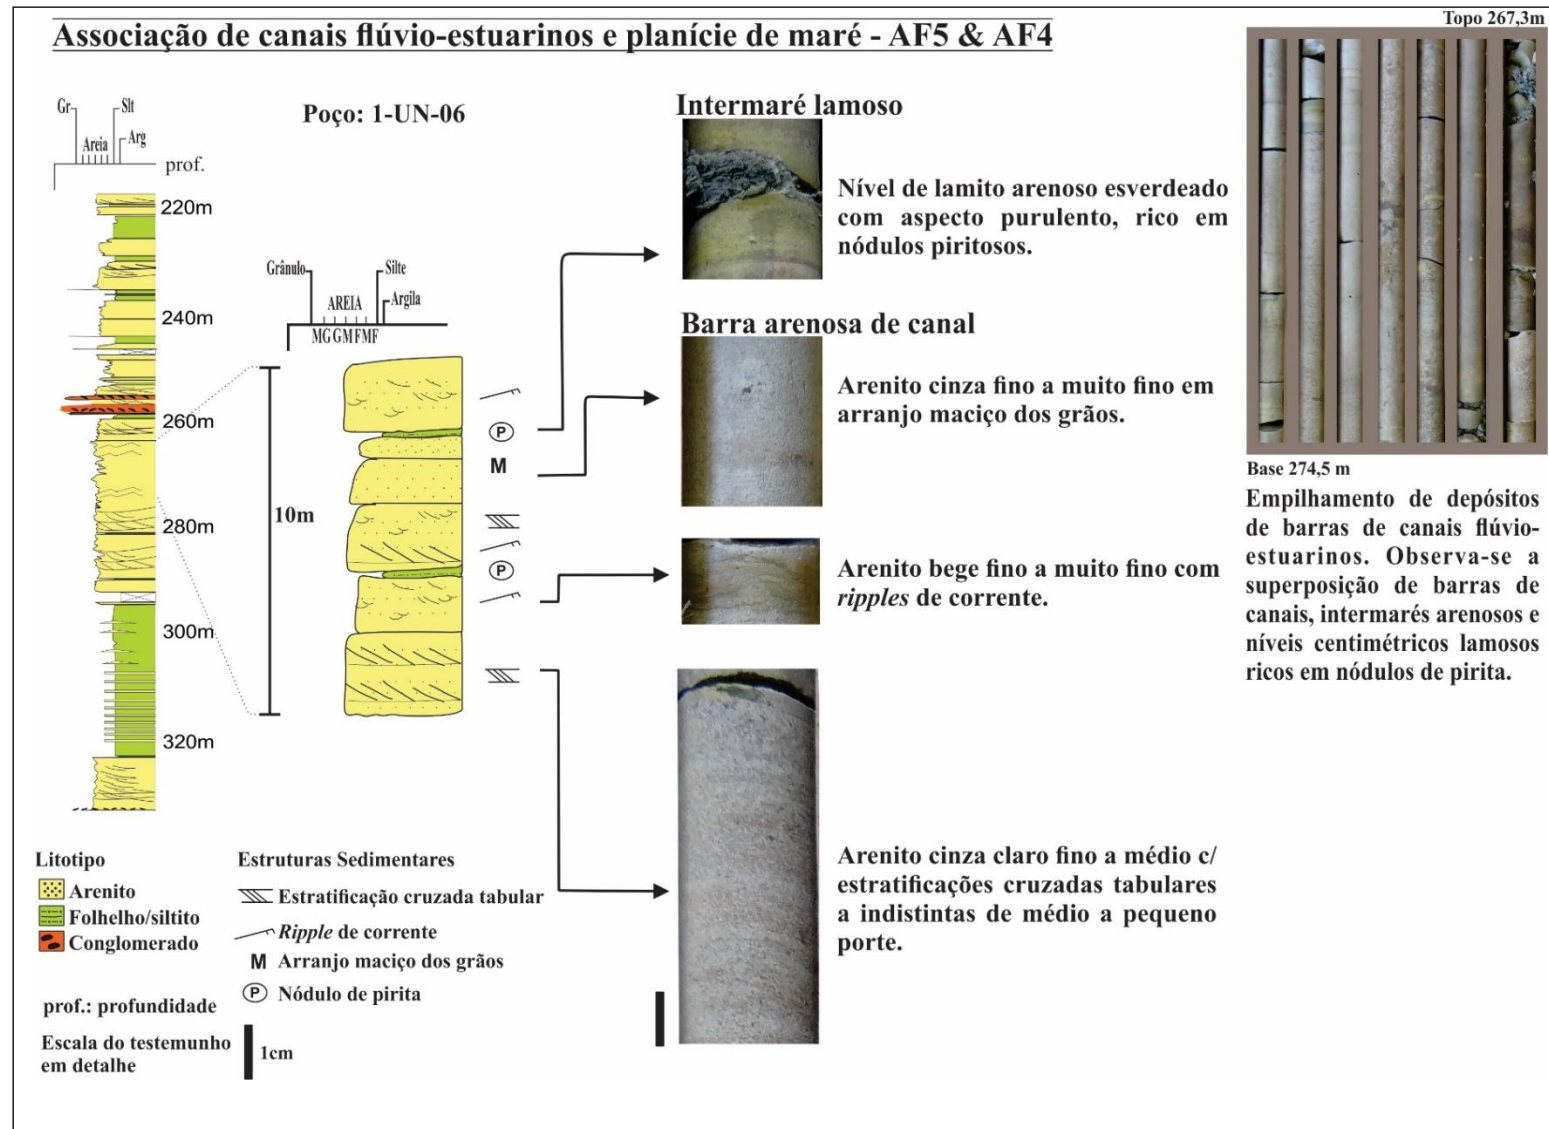 Associação de canais flúvio-estuarinos e planície de maré - AF5 & AF4
Topo 267,3m
Gr
Slt
Areia
Arg
prof.
Poço: 1-UN-06
220m
240m
260m
280m
300m
320m
Grânulo
Silte
AREIA
Argila
MG G M F MF
10m
P
M
P
Intermaré lamoso
Nível de lamito arenoso esverdeado
com aspecto purulento, rico em
nódulos piritosos.
Barra arenosa de canal
Arenito cinza fino a muito fino em
arranjo maciço dos grãos.
Arenito bege fino a muito fino com
ripples de corrente.
Arenito cinza claro fino a médio c/
estratificações cruzadas tabulares
a indistintas de médio a pequeno
porte.
Base 274,5 m
Empilhamento de depósitos
de barras de canais flúvio-
estuarinos. Observa-se a
superposição de barras de
canais, intermarés arenosos e
níveis centimétricos lamosos
ricos em nódulos de pirita.
Litotipo
Arenito
Folhelho/siltito
Conglomerado
prof.: profundidade
Escala do testemunho
em detalhe
1cm
Estruturas Sedimentares
Estratificação cruzada tabular
Ripple de corrente
M Arranjo maciço dos grãos
P Nódulo de pirita